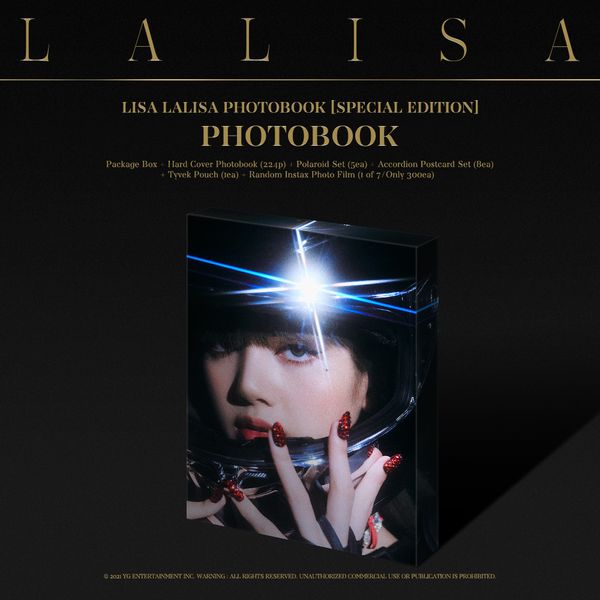 LALISA
LISA LALISA PHOTOBOOK [SPECIAL EDITION]
PHOTOBOOK
Package Box + Hard Cover Photobook (224p) + Polaroid Set (5ea) + Accordion Postcard Set (8ea)
+ Tyvek Pouch (1ea) + Random Instax Photo Film (1 of 7/Only 300ea)
© 2021 YG ENTERTAINMENT INC. WARNING : ALL RIGHTS RESERVED. UNAUTHORIZED COMMERCIAL USE OR PUBLICATION IS PROHIBITED.